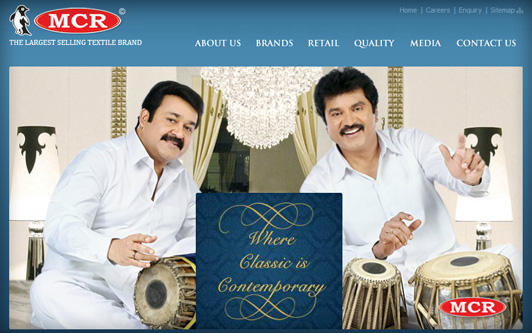 MCR ©
THE LARGEST SELLING TEXTILE BRAND
Home | Careers | Enquiry | Sitemap
ABOUT US BRANDS RETAIL QUALITY MEDIA CONTACT US
Where
Classic is
Contemporary
MCR